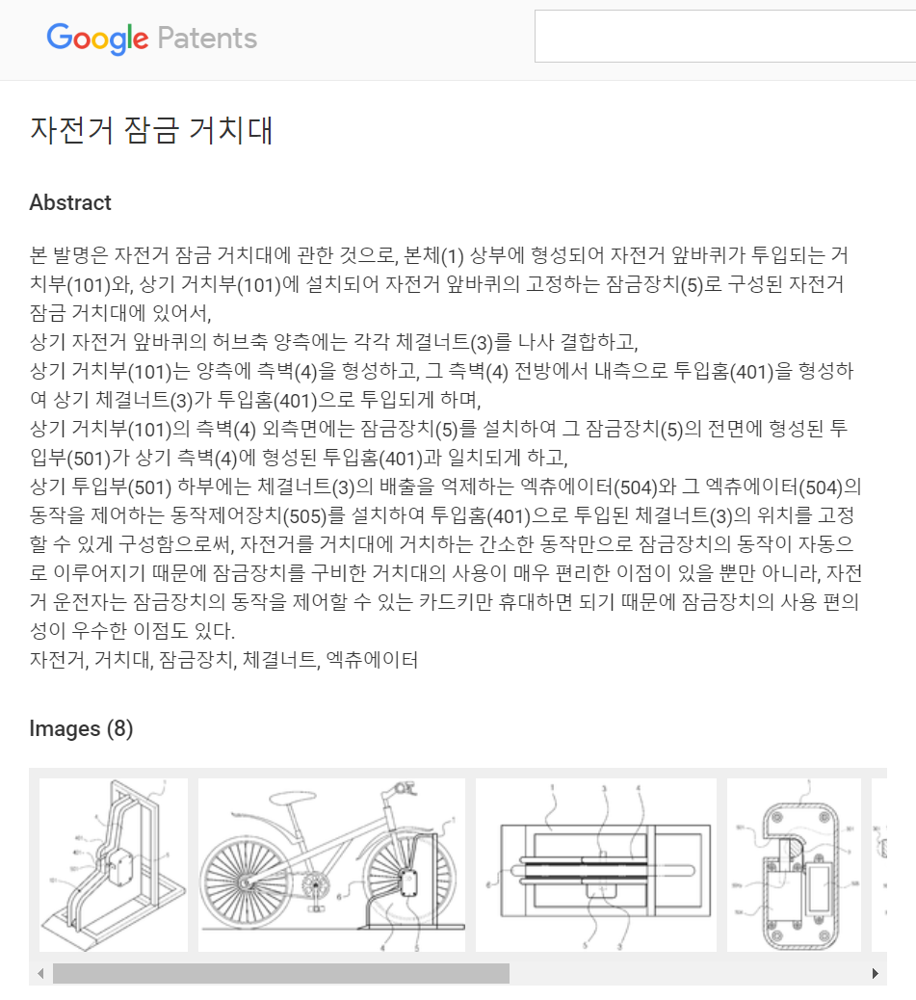 Google Patents
자전거 잠금 거치대
Abstract
본 발명은 자전거 잠금 거치대에 관한 것으로, 본체(1) 상부에 형성되어 자전거 앞바퀴가 투입되는 거
치부(101)와, 상기 거치부(101)에 설치되어 자전거 앞바퀴의 고정하는 잠금장치(5)로 구성된 자전거
잠금 거치대에 있어서,
상기 자전거 앞바퀴의 허브축 양측에는 각각 체결너트(3)를 나사 결합하고,
상기 거치부(101)는 양측에 측벽(4)을 형성하고, 그 측벽(4) 전방에서 내측으로 투입홈(401)을 형성하
여 상기 체결너트(3)가 투입홈(401)으로 투입되게 하며,
상기 거치부(101)의 측벽(4) 외측면에는 잠금장치(5)를 설치하여 그 잠금장치(5)의 전면에 형성된 투
입부(501)가 상기 측벽(4)에 형성된 투입홈(401)과 일치되게 하고,
상기 투입부(501) 하부에는 체결너트(3)의 배출을 억제하는 엑츄에이터(504)와 그 엑츄에이터(504)의
동작을 제어하는 동작제어장치(505)를 설치하여 투입홈(401)으로 투입된 체결너트(3)의 위치를 고정
할 수 있게 구성함으로써, 자전거를 거치대에 거치하는 간소한 동작만으로 잠금장치의 동작이 자동으
로 이루어지기 때문에 잠금장치를 구비한 거치대의 사용이 매우 편리한 이점이 있을 뿐만 아니라, 자전
거 운전자는 잠금장치의 동작을 제어할 수 있는 카드키만 휴대하면 되기 때문에 잠금장치의 사용 편의
성이 우수한 이점도 있다.
자전거, 거치대, 잠금장치, 체결너트, 엑츄에이터
Images (8)
1 3 4
6
5 3
6
4 5